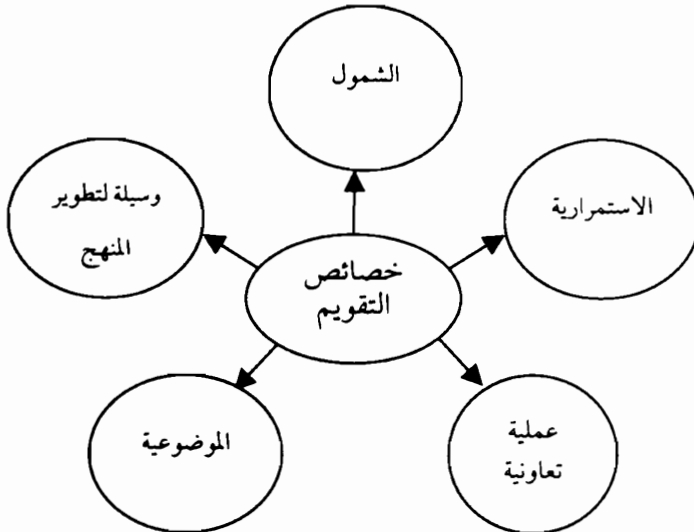 الشمول
الاستمرارية
وسيلة لتطوير
المنهج
خصائص
التقويم
عملية
تعاونية
الموضوعية